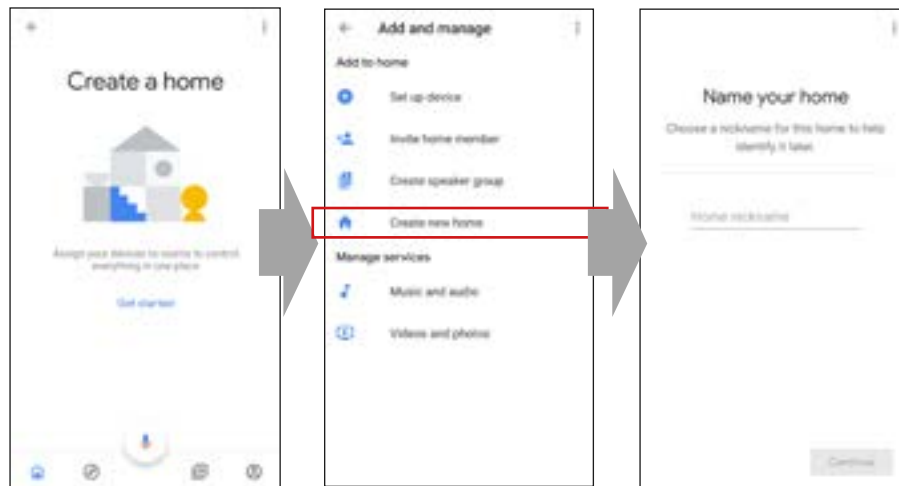 Create a home
Assign your devices to rooms to control
everything in one place
Get started
Add and manage
Add to home
Set up device
Invite home member
Create speaker group
Create new home
Manage services
Music and audio
Videos and photos
Name your home
Choose a nickname for this home to help
identify it later
Home nickname
Continue